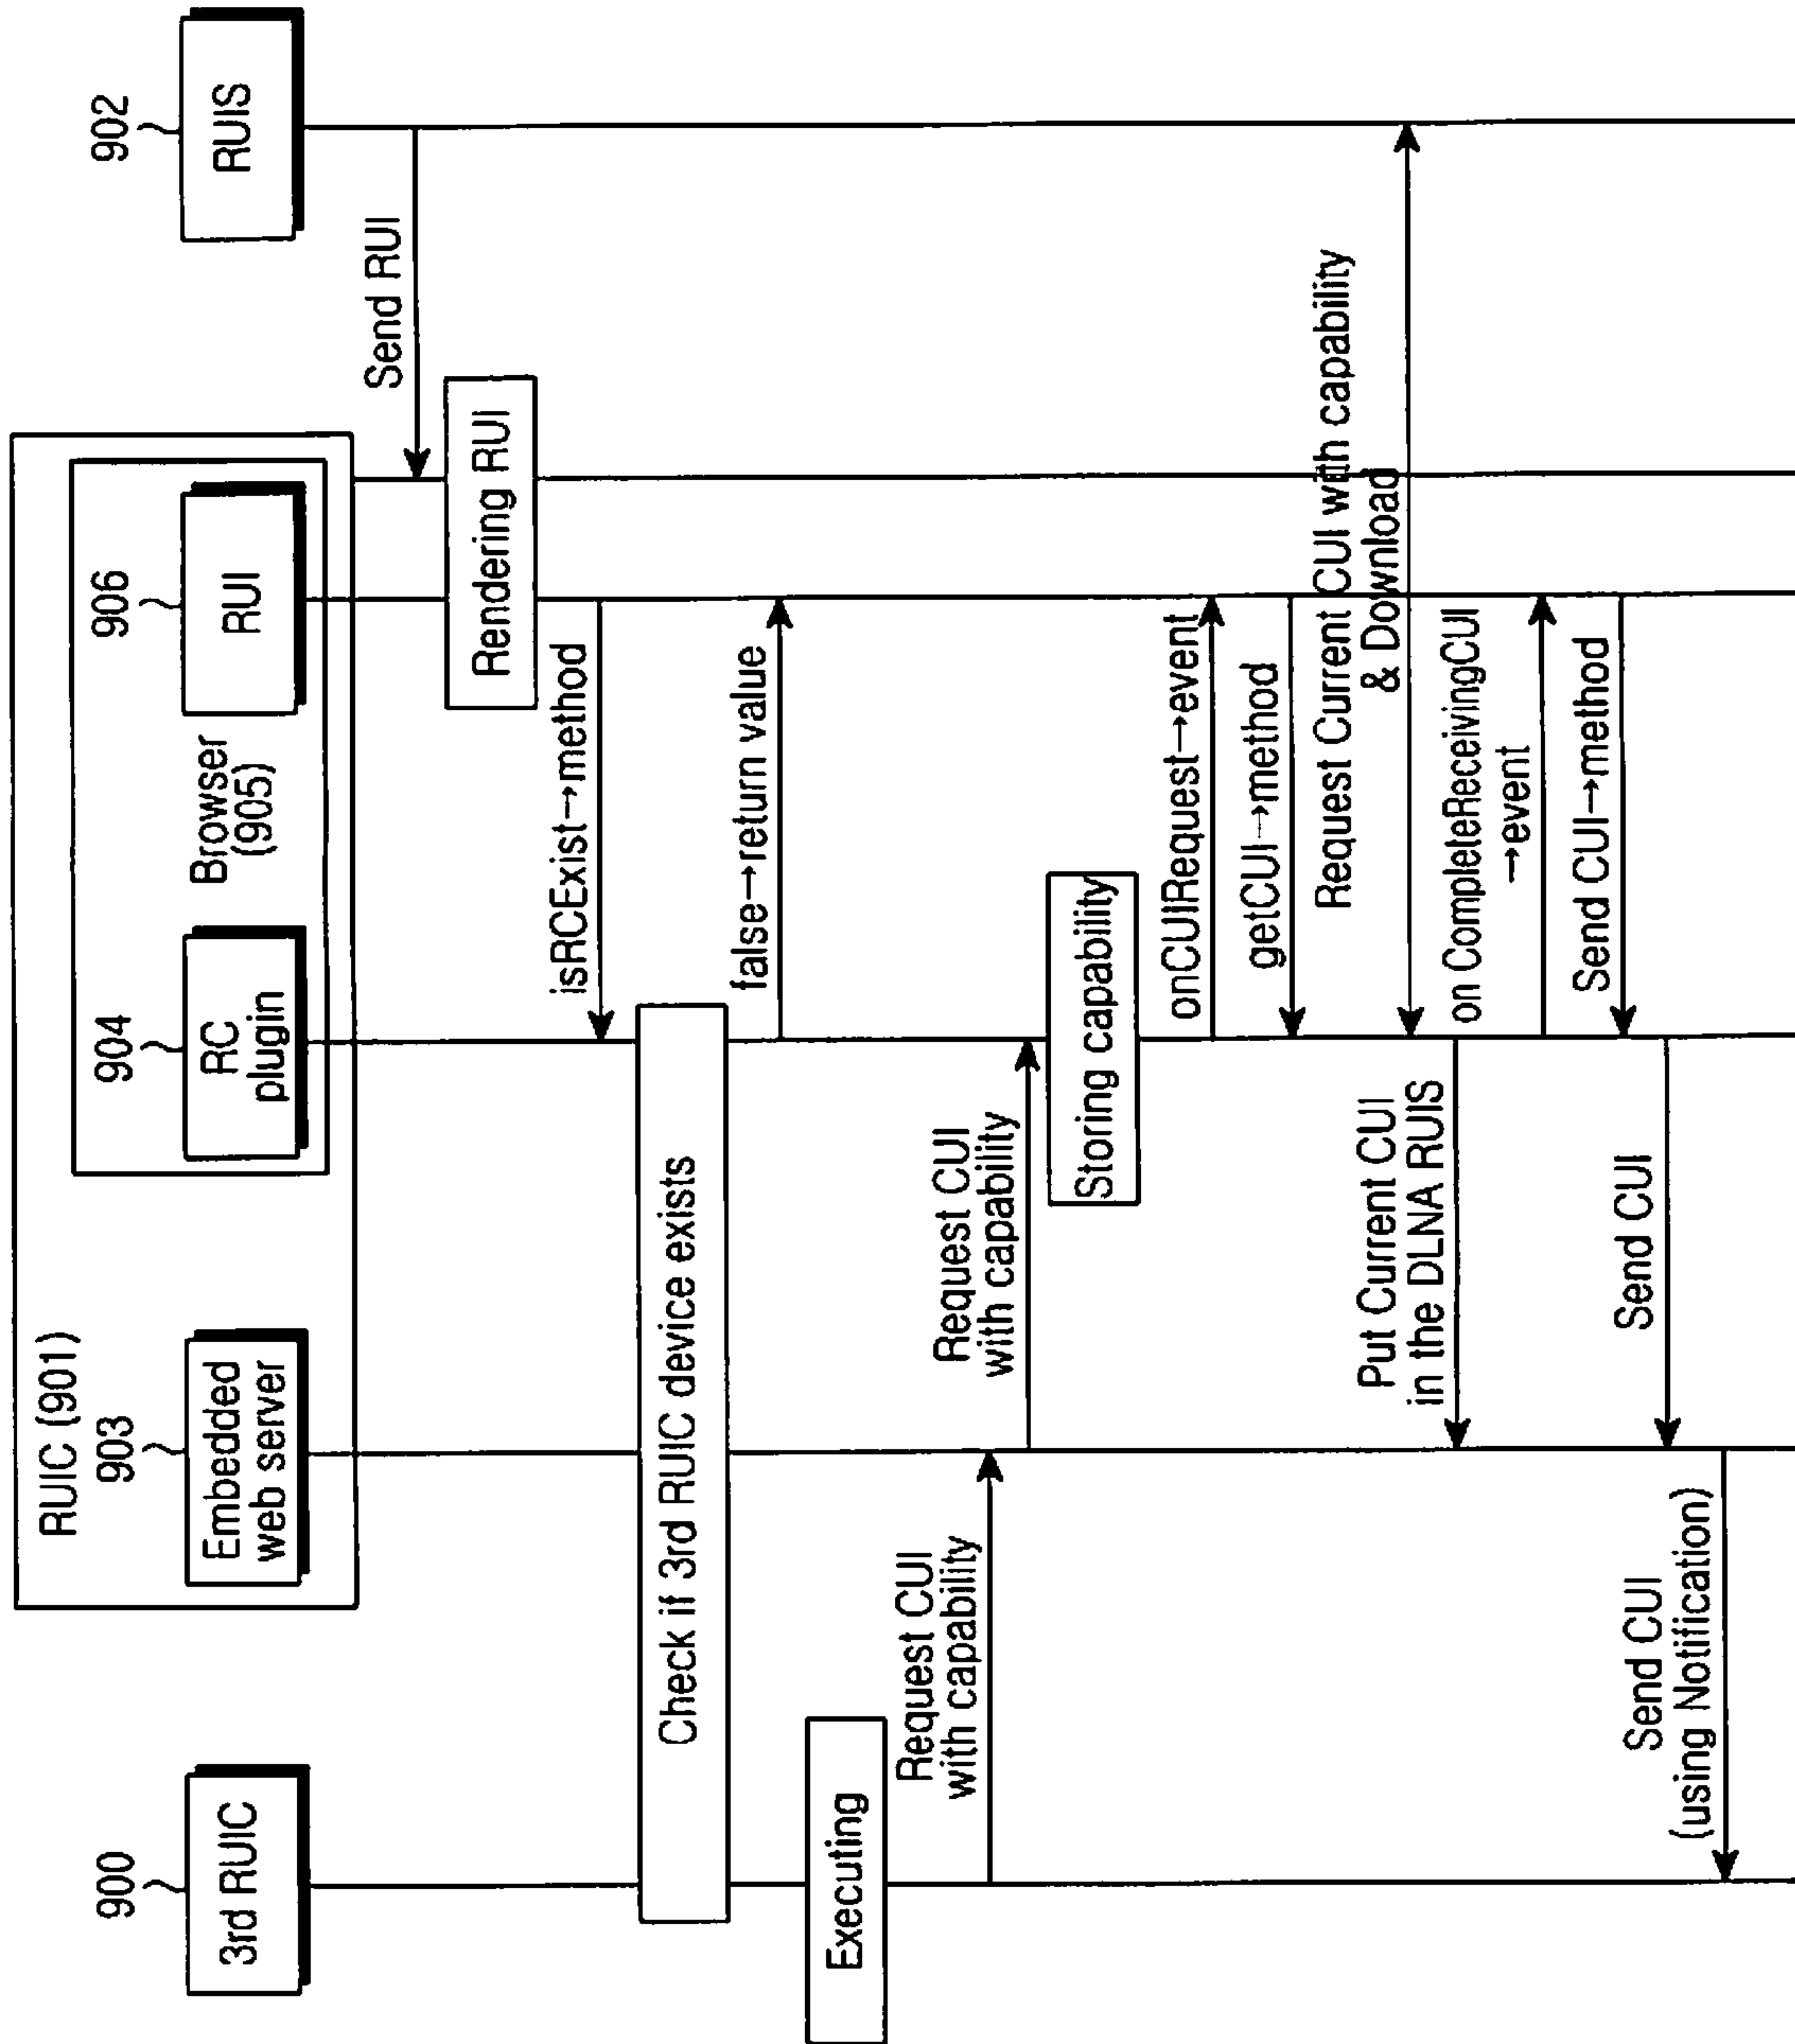 900
3rd RUIC
RUIC (901)
903
Embedded
web server
904
RC
plugin
Browser
(905)
906
RUI
902
RUIS
Send RUI
Rendering RUI
isRCExist→method
Check if 3rd RUIC device exists
false→return value
Executing
Request CUI
with capability
Request CUI
with capability
Storing capability
onCUIRequest→event
getCUI→method
Request Current CUI with capability
& Download
Put Current CUI
in the DLNA RUIS
on CompleteReceivingCUI
→event
Send CUI→method
Send CUI
Send CUI
(using Notification)